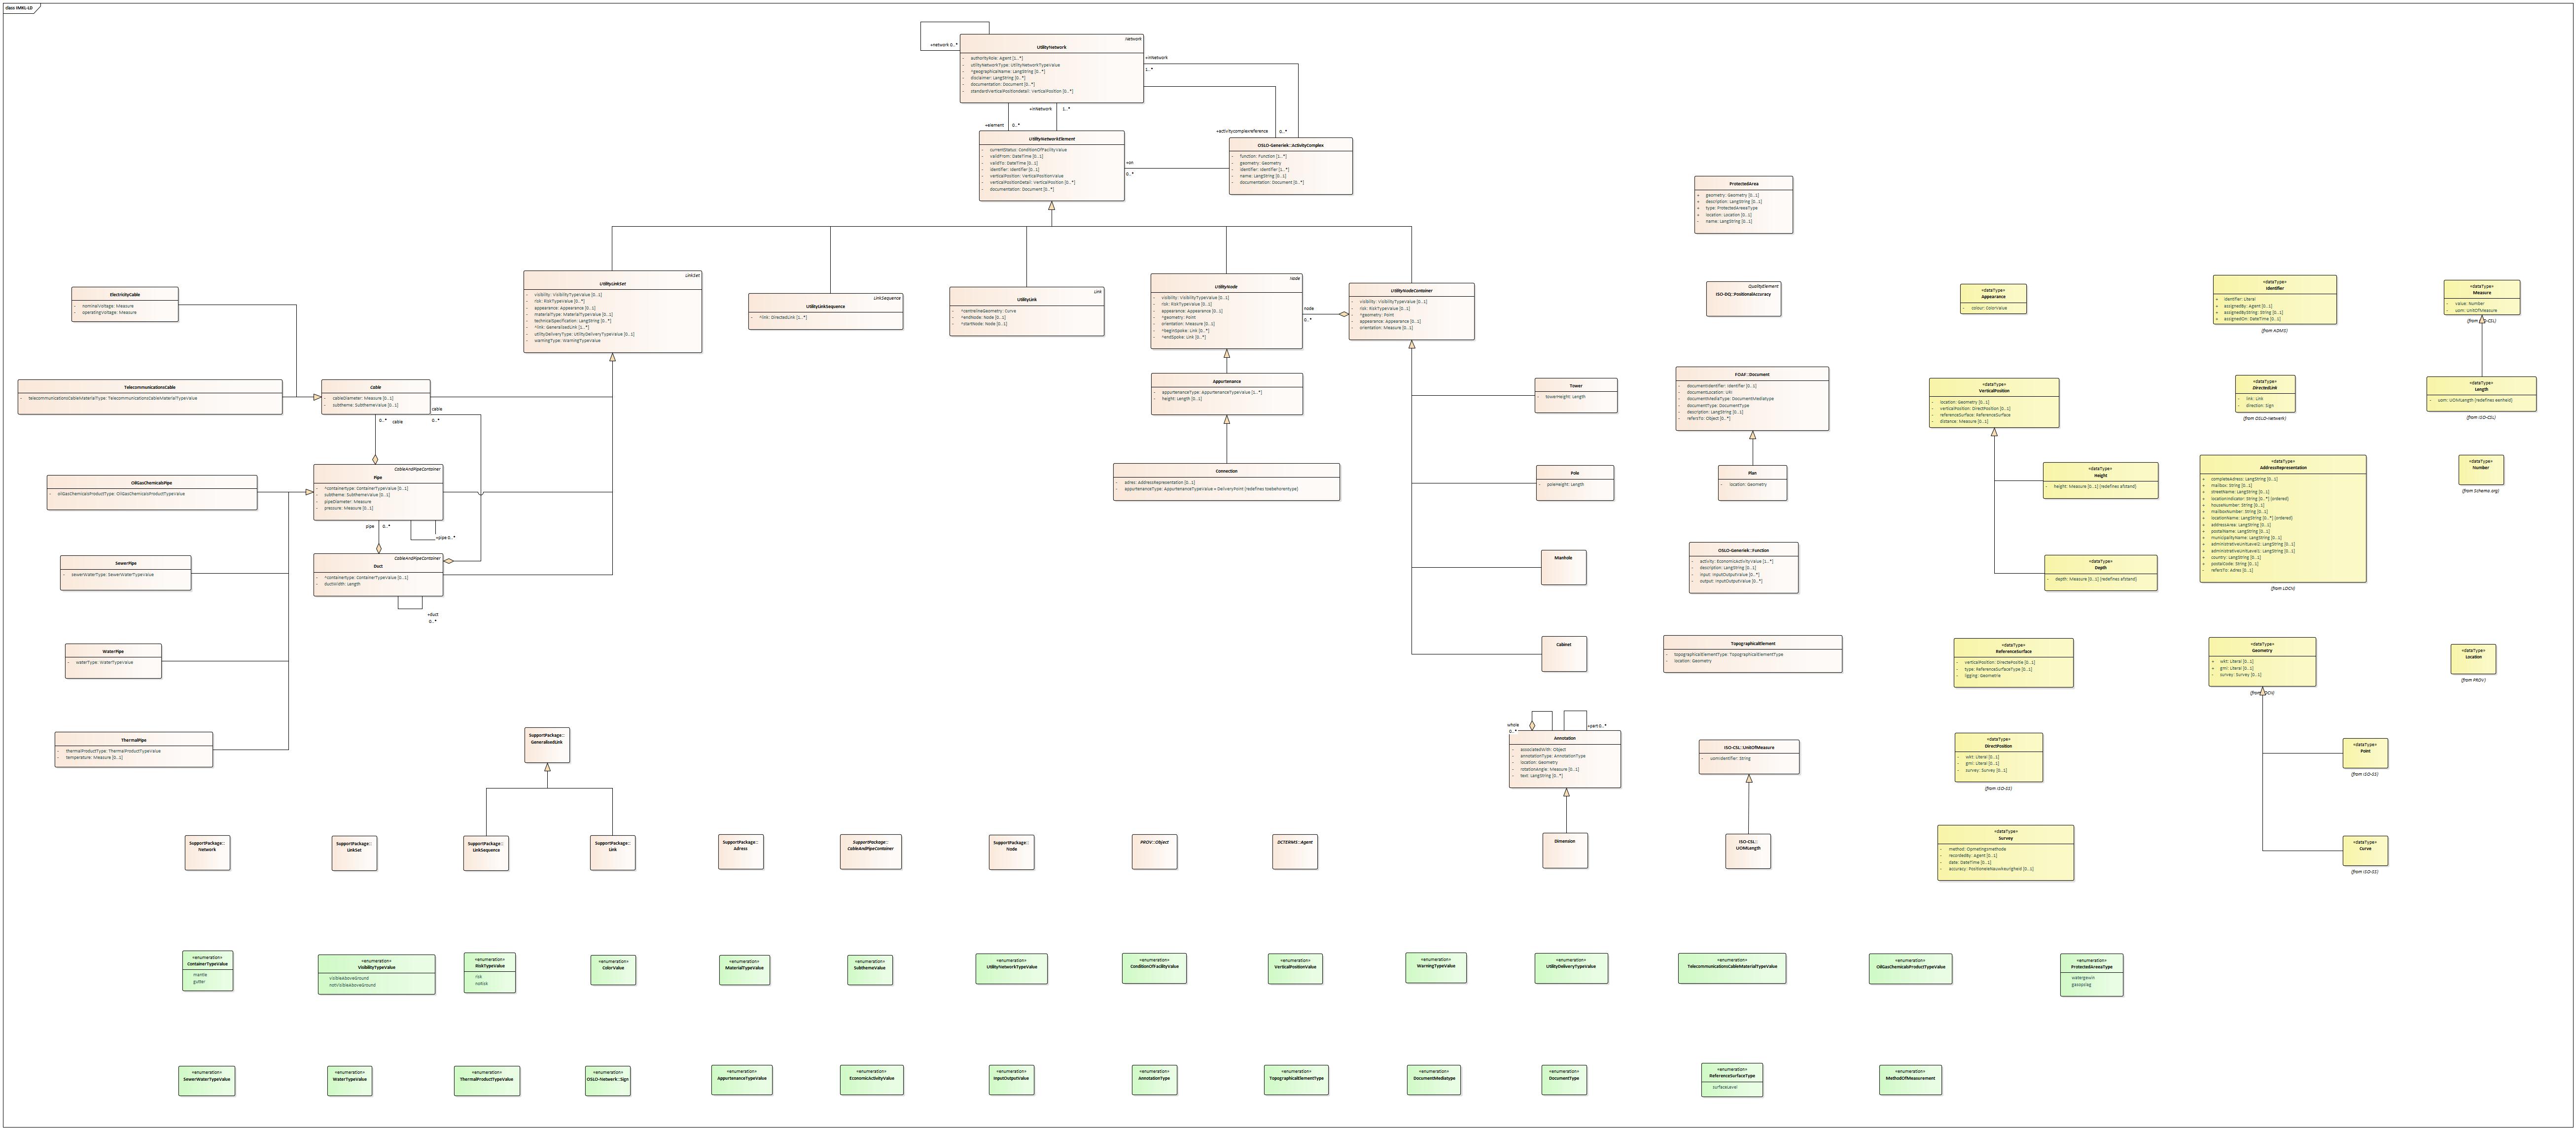 class IMKL-LD
+network 0..*
Network
UtilityNetwork
- authorityRole: Agent [1..*]
- utilityNetworkType: UtilityNetworkTypeValue
- ^geographicalName: LangString [0..*]
- disclaimer: LangString [0..*]
- documentation: Document [0..*]
- standardVerticalPositiondetail: VerticalPosition [0..*]
+inNetwork
1..*
+inNetwork
1..*
+element
0..*
+activitycomplexreference
0..*
UtilityNetworkElement
- currentStatus: ConditionOfFacilityValue
- validFrom: DateTime [0..1]
- validTo: DateTime [0..1]
- identifier: Identifier [0..1]
- verticalPosition: VerticalPositionValue
- verticalPositionDetail: VerticalPosition [0..*]
- documentation: Document [0..*]
+on
0..*
OSLO-Generiek::ActivityComplex
- function: Function [1..*]
- geometry: Geometry
- identifier: Identifier [1..*]
- name: LangString [0..1]
- documentation: Document [0..*]
ProtectedArea
+ geometry: Geometry [0..1]
+ description: LangString [0..1]
+ type: ProtectedAreaaType
+ location: Location [0..1]
- name: LangString [0..1]
ElectricityCable
- nominalVoltage: Measure
- operatingVoltage: Measure
LinkSet
UtilityLinkSet
- visibility: VisibilityTypeValue [0..1]
- risk: RiskTypeValue [0..*]
- appearance: Appearance [0..1]
- materialType: MaterialTypeValue [0..1]
- technicalSpecification: LangString [0..*]
- ^link: GeneralisedLink [0..*]
- utilityDeliveryType: UtilityDeliveryTypeValue [0..1]
- warningType: WarningTypeValue
LinkSequence
UtilityLinkSequence
- ^link: DirectedLink [1..*]
Link
UtilityLink
- ^centrelineGeometry: Curve
- ^endNode: Node [0..1]
- ^startNode: Node [0..1]
Node
UtilityNode
- visibility: VisibilityTypeValue [0..1]
- risk: RiskTypeValue [0..*]
- appearance: Appearance [0..1]
- ^geometry: Point
- orientation: Measure [0..1]
- ^beginSpoke: Link [0..*]
- ^endSpoke: Link [0..*]
node
0..*
UtilityNodeContainer
- visibility: VisibilityTypeValue [0..1]
- risk: RiskTypeValue [0..*]
- ^geometry: Point
- appearance: Appearance [0..1]
- orientation: Measure [0..1]
QualityElement
ISO-DQ::PositionalAccuracy
«dataType»
Appearance
- colour: ColorValue
«dataType»
Identifier
+ identifier: Literal
+ assignedBy: Agent [0..1]
+ assignedByString: String [0..1]
+ assignedOn: DateTime [0..1]
(from ADMS)
«dataType»
Measure
- value: Number
- uom: UnitOfMeasure
TelecommunicationsCable
- telecommunicationsCableMaterialType: TelecommunicationsCableMaterialTypeValue
Cable
- cableDiameter: Measure [0..1]
- subtheme: SubthemeValue [0..1]
0..*
cable
cable
0..*
Appurtenance
- appurtenanceType: AppurtenanceTypeValue [1..*]
- height: Length [0..1]
Tower
- towerHeight: Length
FOAF::Document
- documentIdentifier: Identifier [0..1]
- documentLocation: URI
- documentMediaType: DocumentMediatype
- documentType: DocumentType
- description: LangString [0..1]
- refersTo: Object [0..*]
«dataType»
VerticalPosition
- location: Geometry [0..1]
- verticalPosition: DirectPosition [0..1]
- referenceSurface: ReferenceSurface
- distance: Measure [0..1]
«dataType»
DirectedLink
- link: Link
- direction: Sign
(from OSLO-Netwerk)
«dataType»
Length
- uom: UOMLength {redefines eenheid}
(from ISO-CSL)
OilGasChemicalsPipe
- oilGasChemicalsProductType: OilGasChemicalsProductTypeValue
CableAndPipeContainer
Pipe
- ^containertype: ContainerTypeValue [0..1]
- subtheme: SubthemeValue [0..1]
- pipeDiameter: Measure
- pressure: Measure [0..1]
pipe
0..*
+pipe 0..*
Connection
- adres: AddressRepresentation [0..1]
- appurtenanceType: AppurtenanceTypeValue = DeliveryPoint {redefines toebehorentype}
Pole
- poleHeight: Length
Plan
- location: Geometry
«dataType»
Height
- height: Measure [0..1] {redefines afstand}
«dataType»
AddressRepresentation
+ completeAdress: LangString [0..1]
+ mailbox: String [0..1]
+ streetName: LangString [0..1]
+ locationIndicator: String [0..*] {ordered}
+ houseNumber: String [0..1]
+ mailboxNumber: String [0..1]
+ locationName: LangString [0..*] {ordered}
+ addressArea: LangString [0..1]
+ postalName: LangString [0..1]
+ municipalityName: LangString [0..1]
+ administrativeUnitLevel2: LangString [0..1]
+ administrativeUnitLevel1: LangString [0..1]
+ country: LangString [0..1]
+ postalCode: String [0..1]
- refersTo: Adres [0..1]
(from LOCN)
«dataType»
Number
(from Schema.org)
SewerPipe
- sewerWaterType: SewerWaterTypeValue
CableAndPipeContainer
Duct
- ^containertype: ContainerTypeValue [0..1]
- ductWidth: Length
+duct
0..*
Manhole
OSLO-Generiek::Function
- activity: EconomicActivityValue [1..*]
- description: LangString [0..1]
- input: InputOutputValue [0..*]
- output: InputOutputValue [0..*]
«dataType»
Depth
- depth: Measure [0..1] {redefines afstand}
WaterPipe
- waterType: WaterTypeValue
Cabinet
TopographicalElement
- topographicalElementType: TopographicalElementType
- location: Geometry
«dataType»
ReferenceSurface
- verticalPosition: DirectePositie [0..1]
- type: ReferenceSurfaceType [0..1]
- ligging: Geometrie
«dataType»
Geometry
+ wkt: Literal [0..1]
+ gml: Literal [0..1]
- survey: Survey [0..1]
«dataType»
Location
(from PROV)
ThermalPipe
- thermalProductType: ThermalProductTypeValue
- temperature: Measure [0..1]
SupportPackage::
GeneralisedLink
whole
0..*
+part 0..*
Annotation
- associatedWith: Object
- annotationType: AnnotationType
- location: Geometry
- rotationAngle: Measure [0..1]
- text: LangString [0..*]
ISO-CSL::UnitOfMeasure
- uomIdentifier: String
«dataType»
DirectPosition
- wkt: Literal [0..1]
- gml: Literal [0..1]
- survey: Survey [0..1]
(from ISO-SS)
«dataType»
Point
(from ISO-SS)
SupportPackage::
Network
SupportPackage::
LinkSet
SupportPackage::
LinkSequence
SupportPackage::
Link
SupportPackage::
Adress
SupportPackage::
CableAndPipeContainer
SupportPackage::
Node
PROV::Object
DCTERMS::Agent
Dimension
ISO-CSL::
UOMLength
«dataType»
Survey
- method: Opmetingsmethode
- recordedBy: Agent [0..1]
- date: DateTime [0..1]
- accuracy: PositioneleNauwkeurigheid [0..1]
«dataType»
Curve
(from ISO-SS)
«enumeration»
ContainerTypeValue
mantle
gutter
«enumeration»
VisibilityTypeValue
visibleAboveGround
notVisibleAboveGround
«enumeration»
RiskTypeValue
risk
noRisk
«enumeration»
ColorValue
«enumeration»
MaterialTypeValue
«enumeration»
SubthemeValue
«enumeration»
UtilityNetworkTypeValue
«enumeration»
ConditionOfFacilityValue
«enumeration»
VerticalPositionValue
«enumeration»
WarningTypeValue
«enumeration»
UtilityDeliveryTypeValue
«enumeration»
TelecommunicationsCableMaterialTypeValue
«enumeration»
OilGasChemicalsProductTypeValue
«enumeration»
ProtectedAreaaType
watergewin
gasopslag
«enumeration»
SewerWaterTypeValue
«enumeration»
WaterTypeValue
«enumeration»
ThermalProductTypeValue
«enumeration»
OSLO-Netwerk::Sign
«enumeration»
AppurtenanceTypeValue
«enumeration»
EconomicActivityValue
«enumeration»
InputOutputValue
«enumeration»
AnnotationType
«enumeration»
TopographicalElementType
«enumeration»
DocumentMediatype
«enumeration»
DocumentType
«enumeration»
ReferenceSurfaceType
surfaceLevel
«enumeration»
MethodOfMeasurement